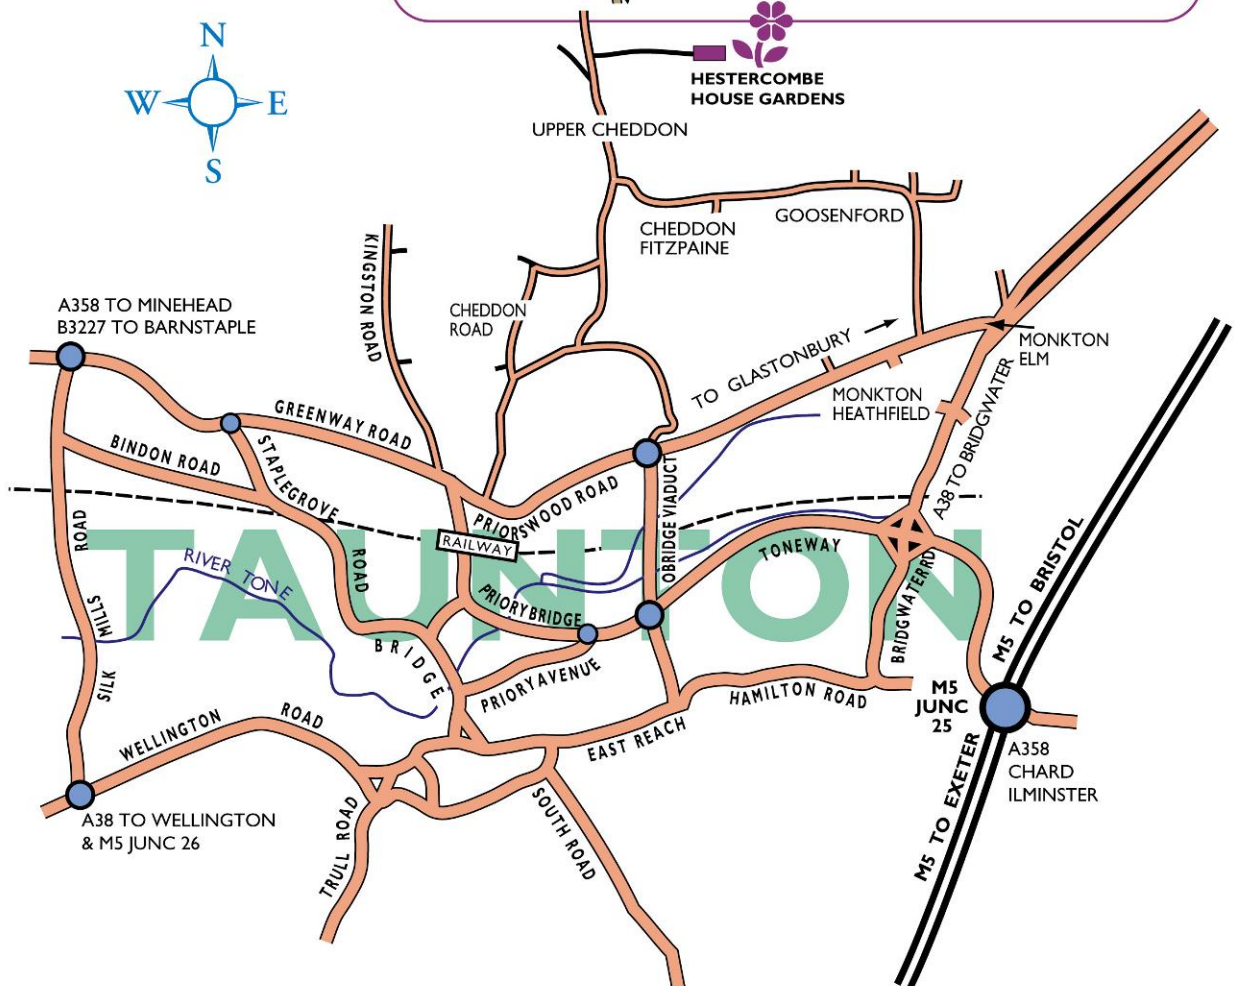 N
W E
S
HESTERCOMBE
HOUSE GARDENS
UPPER CHEDDON
CHEDDON
FITZPAINE
GOOSENFORD
KINGSTON ROAD
CHEDDON
ROAD
A358 TO MINEHEAD
B3227 TO BARNSTAPLE
TO GLASTONBURY
MONKTON
ELM
MONKTON
HEATHFIELD
GREENWAY ROAD
BINDON ROAD
STAPLEGROVE ROAD
PRIORSWOOD ROAD
OBRIDGE VIADUCT
A38 TO BRIDGWATER
RAILWAY
TAUNTON
RIVER TONE
TONEWAY
PRIORY BRIDGE
BRIDGE
PRIORY AVENUE
BRIDGWATER RD
SILK MILLS ROAD
HAMILTON ROAD
EAST REACH
WELLINGTON ROAD
M5 TO BRISTOL
M5
JUNC
25
A358
CHARD
ILMINSTER
M5 TO EXETER
A38 TO WELLINGTON
& M5 JUNC 26
TRULL ROAD
SOUTH ROAD